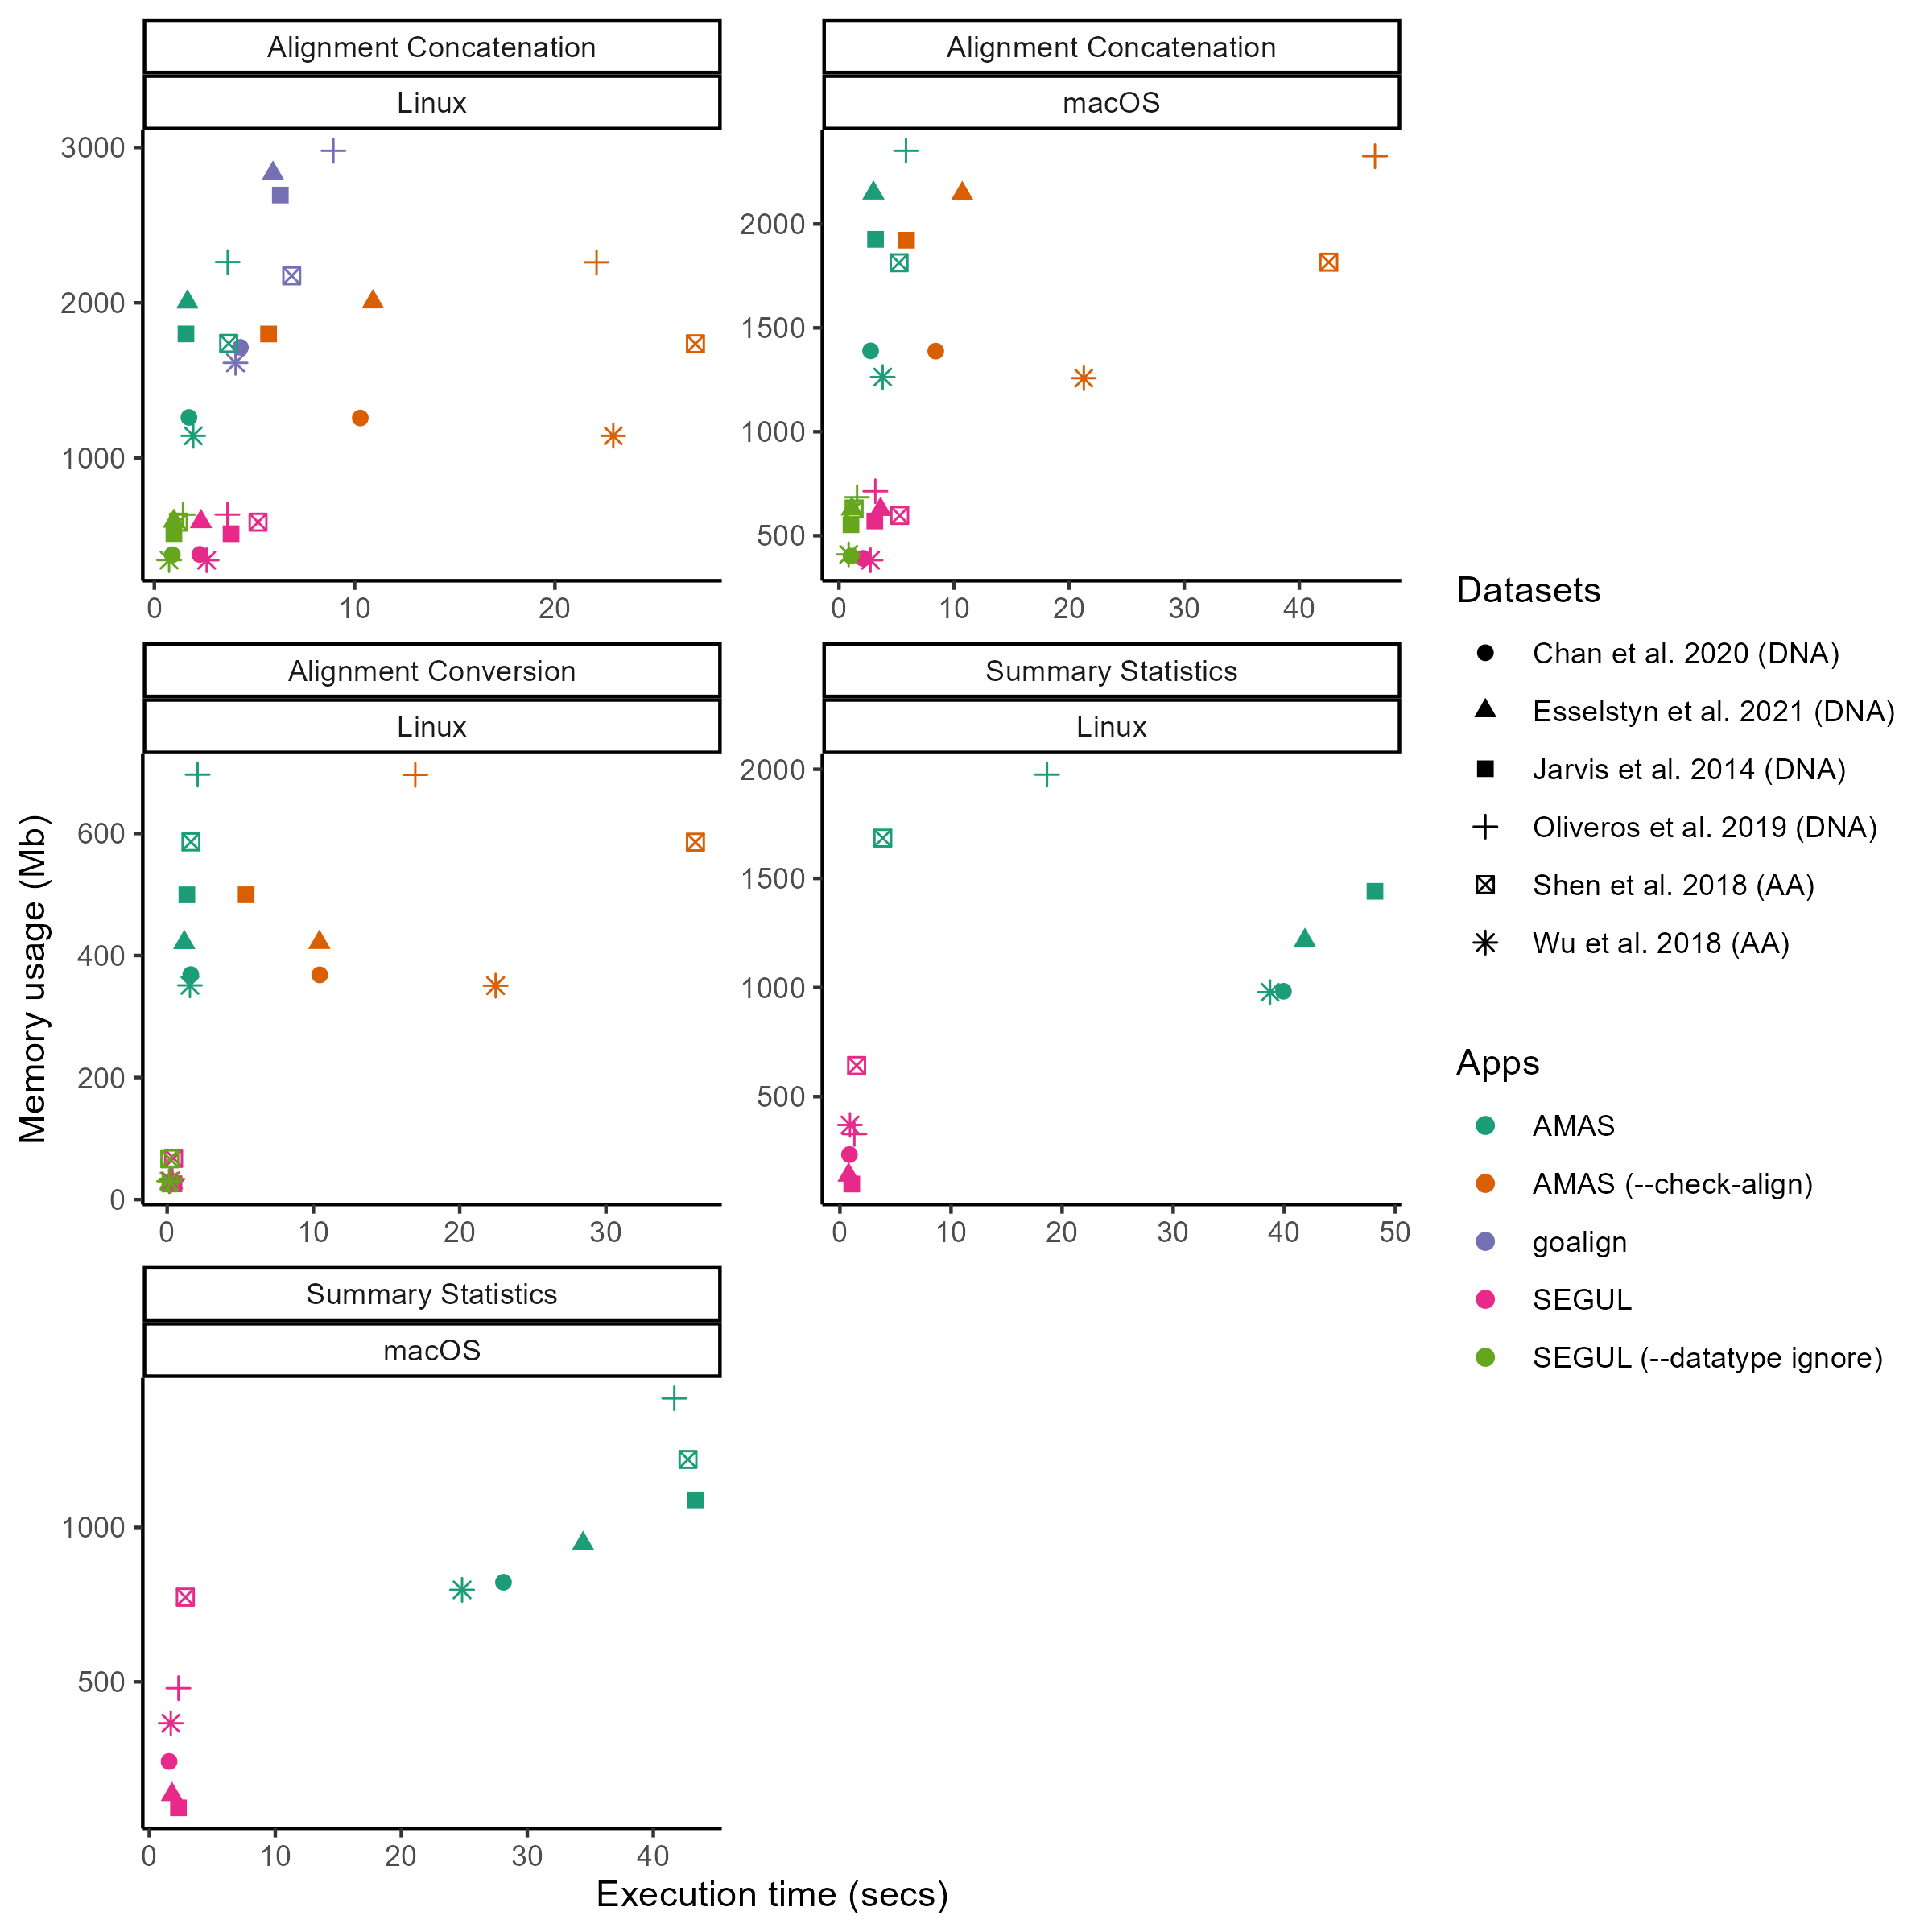 Alignment Concatenation
Linux
3000
2000
1000
0
10
20
Alignment Concatenation
macOS
2000
1500
1000
500
0
10
20
30
40
Alignment Conversion
Linux
600
400
200
0
0
10
20
30
Summary Statistics
Linux
2000
1500
1000
500
0
10
20
30
40
50
Summary Statistics
macOS
1000
500
0
10
20
30
40
Memory usage (Mb)
Execution time (secs)
Datasets
Chan et al. 2020 (DNA)
Esselstyn et al. 2021 (DNA)
Jarvis et al. 2014 (DNA)
Oliveros et al. 2019 (DNA)
Shen et al. 2018 (AA)
Wu et al. 2018 (AA)
Apps
AMAS
AMAS (--check-align)
goalign
SEGUL
SEGUL (--datatype ignore)